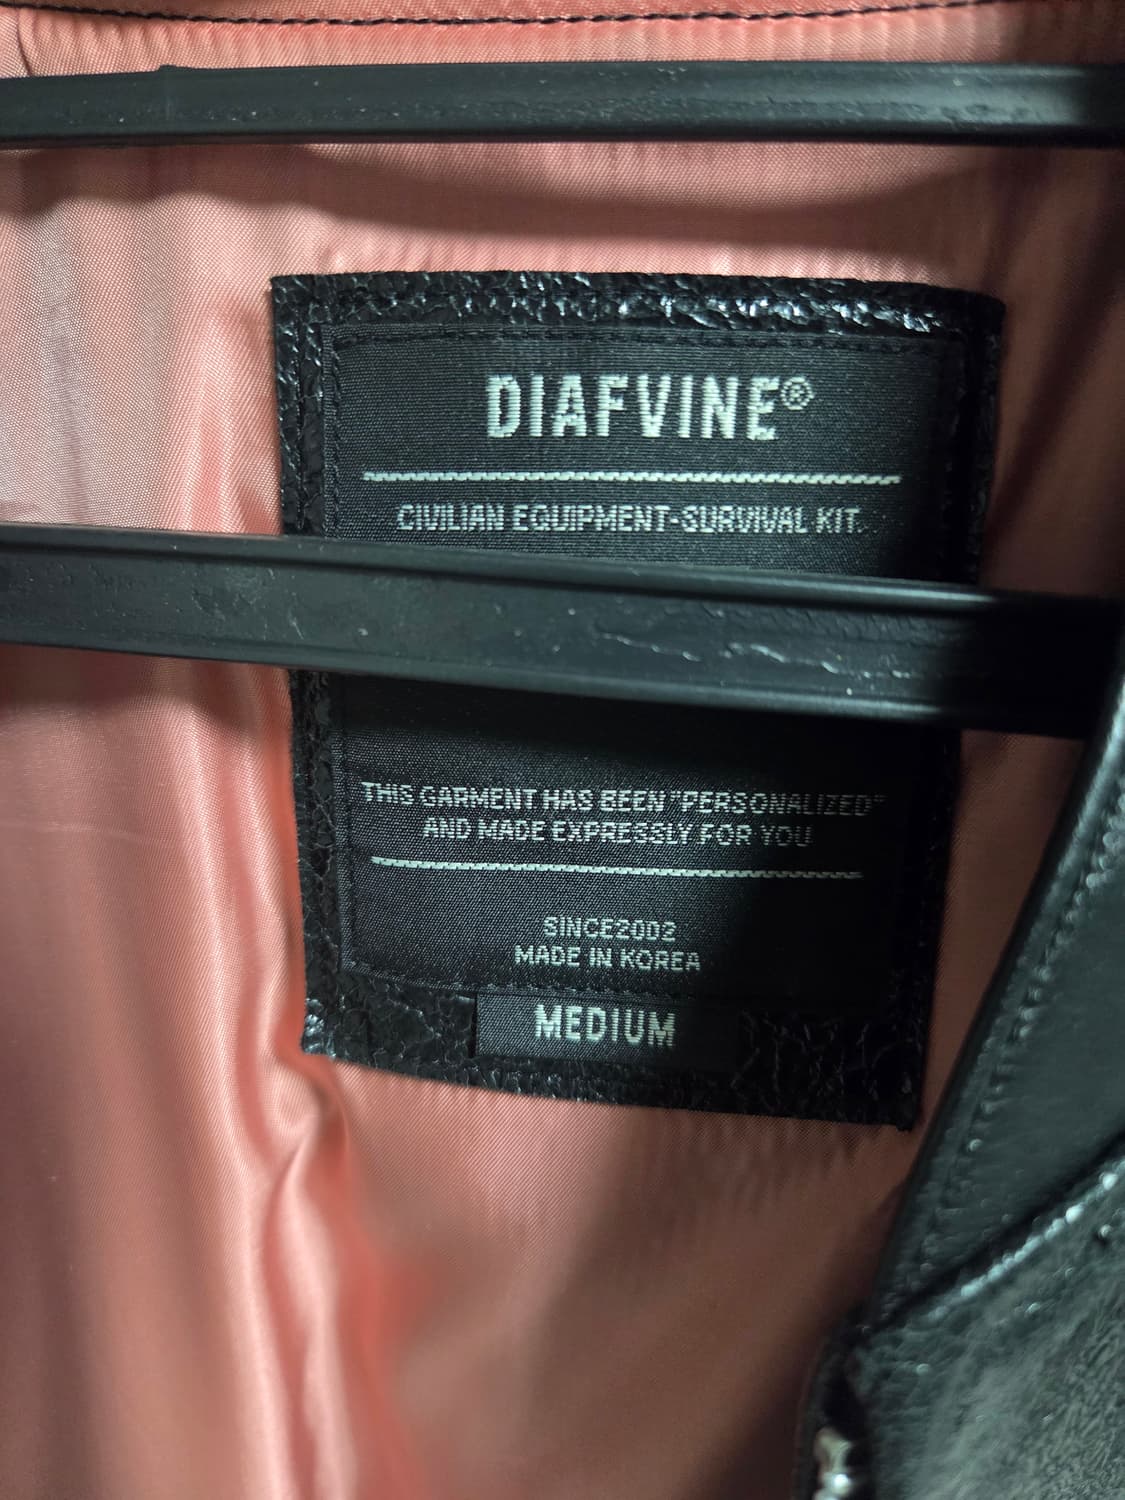 DIAFVINE®
CIVILIAN EQUIPMENT-SURVIVAL KIT.
THIS GARMENT HAS BEEN "PERSONALIZED"
AND MADE EXPRESSLY FOR YOU
SINCE2002
MADE IN KOREA
MEDIUM